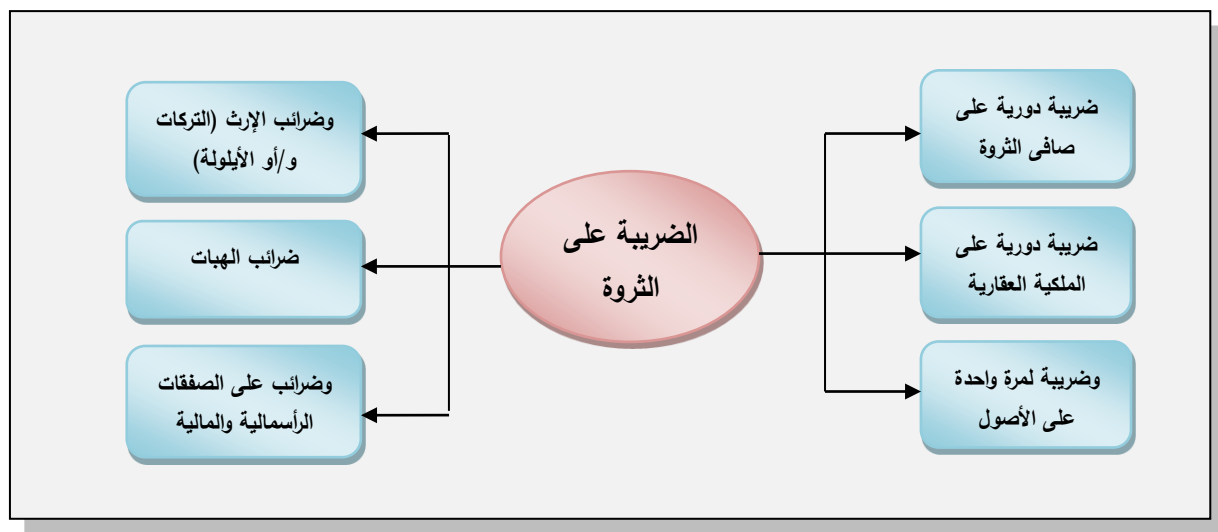 الضريبة على
الثروة
ضريبة دورية على
صافى الثروة
ضريبة دورية على
الملكية العقارية
وضريبة لمرة واحدة
على الأصول
وضرائب الإرث (التركات
و/أو الأيلولة)
ضرائب الهبات
وضرائب على الصفقات
الرأسمالية والمالية